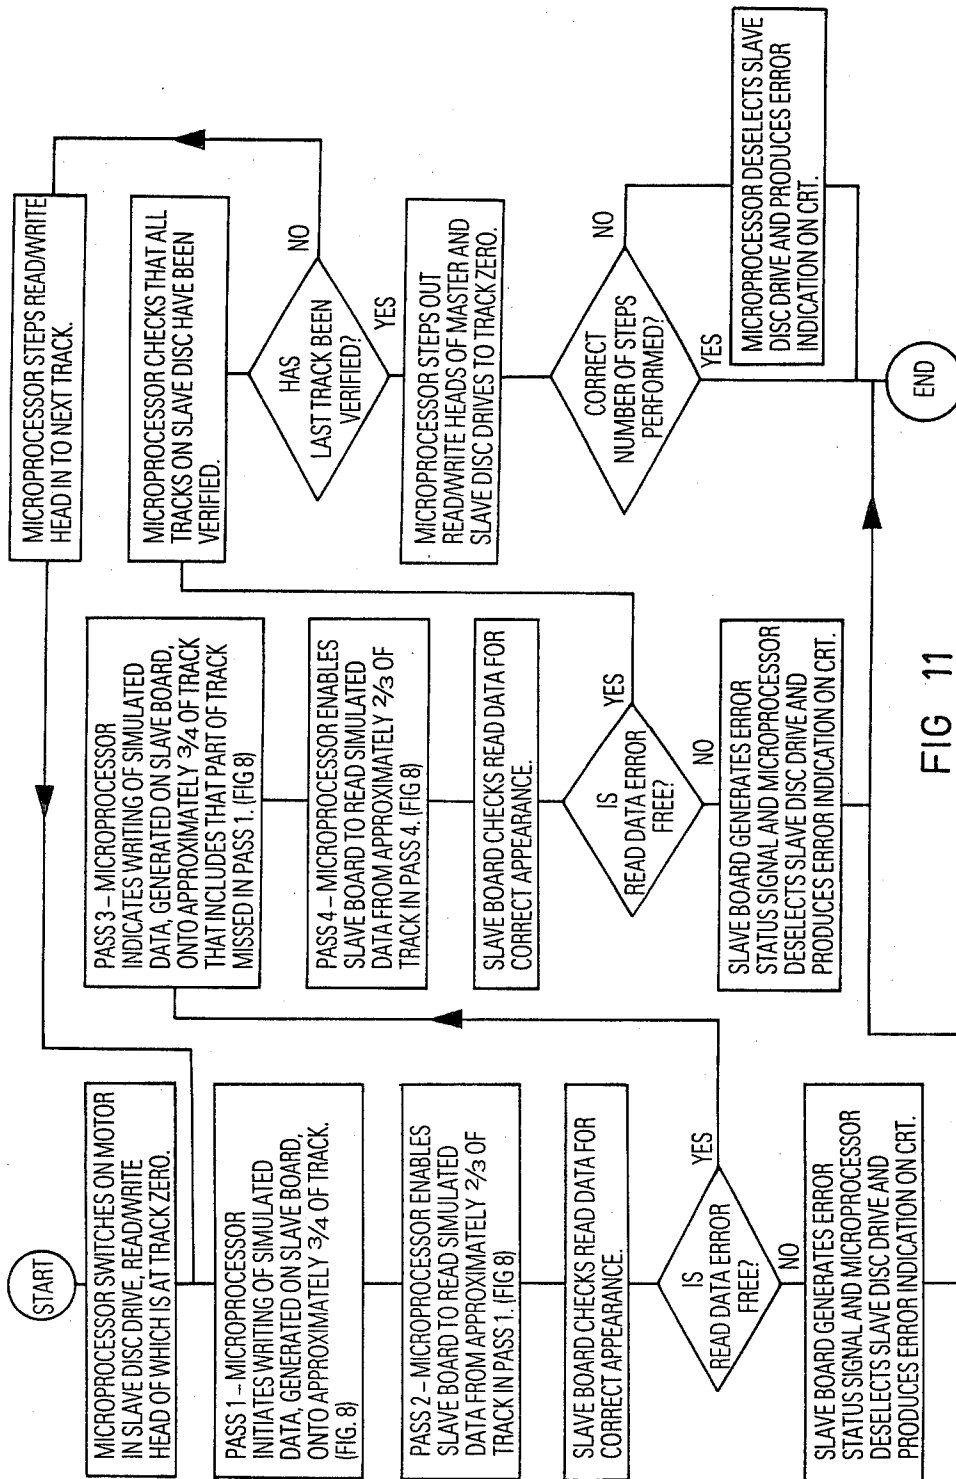 START
MICROPROCESSOR SWITCHES ON MOTOR
IN SLAVE DISC DRIVE, READ/WRITE
HEAD OF WHICH IS AT TRACK ZERO.
PASS 1 – MICROPROCESSOR
INITIATES WRITING OF SIMULATED
DATA, GENERATED ON SLAVE BOARD,
ONTO APPROXIMATELY 3/4 OF TRACK.
(FIG. 8)
PASS 2 – MICROPROCESSOR ENABLES
SLAVE BOARD TO READ SIMULATED
DATA FROM APPROXIMATELY 2/3 OF
TRACK IN PASS 1. (FIG 8)
SLAVE BOARD CHECKS READ DATA FOR
CORRECT APPEARANCE.
IS
READ DATA ERROR
FREE?
YES
NO
SLAVE BOARD GENERATES ERROR
STATUS SIGNAL AND MICROPROCESSOR
DESELECTS SLAVE DISC DRIVE AND
PRODUCES ERROR INDICATION ON CRT.
PASS 3 – MICROPROCESSOR
INDICATES WRITING OF SIMULATED
DATA, GENERATED ON SLAVE BOARD,
ONTO APPROXIMATELY 3/4 OF TRACK
THAT INCLUDES THAT PART OF TRACK
MISSED IN PASS 1. (FIG 8)
PASS 4 – MICROPROCESSOR ENABLES
SLAVE BOARD TO READ SIMULATED
DATA FROM APPROXIMATELY 2/3 OF
TRACK IN PASS 4. (FIG 8)
SLAVE BOARD CHECKS READ DATA FOR
CORRECT APPEARANCE.
IS
READ DATA ERROR
FREE?
YES
NO
SLAVE BOARD GENERATES ERROR
STATUS SIGNAL AND MICROPROCESSOR
DESELECTS SLAVE DISC DRIVE AND
PRODUCES ERROR INDICATION ON CRT.
MICROPROCESSOR STEPS READ/WRITE
HEAD IN TO NEXT TRACK.
MICROPROCESSOR CHECKS THAT ALL
TRACKS ON SLAVE DISC HAVE BEEN
VERIFIED.
HAS
LAST TRACK BEEN
VERIFIED?
NO
YES
MICROPROCESSOR STEPS OUT
READ/WRITE HEADS OF MASTER AND
SLAVE DISC DRIVES TO TRACK ZERO.
CORRECT
NUMBER OF STEPS
PERFORMED?
NO
YES
MICROPROCESSOR DESELECTS SLAVE
DISC DRIVE AND PRODUCES ERROR
INDICATION ON CRT.
END
FIG 11